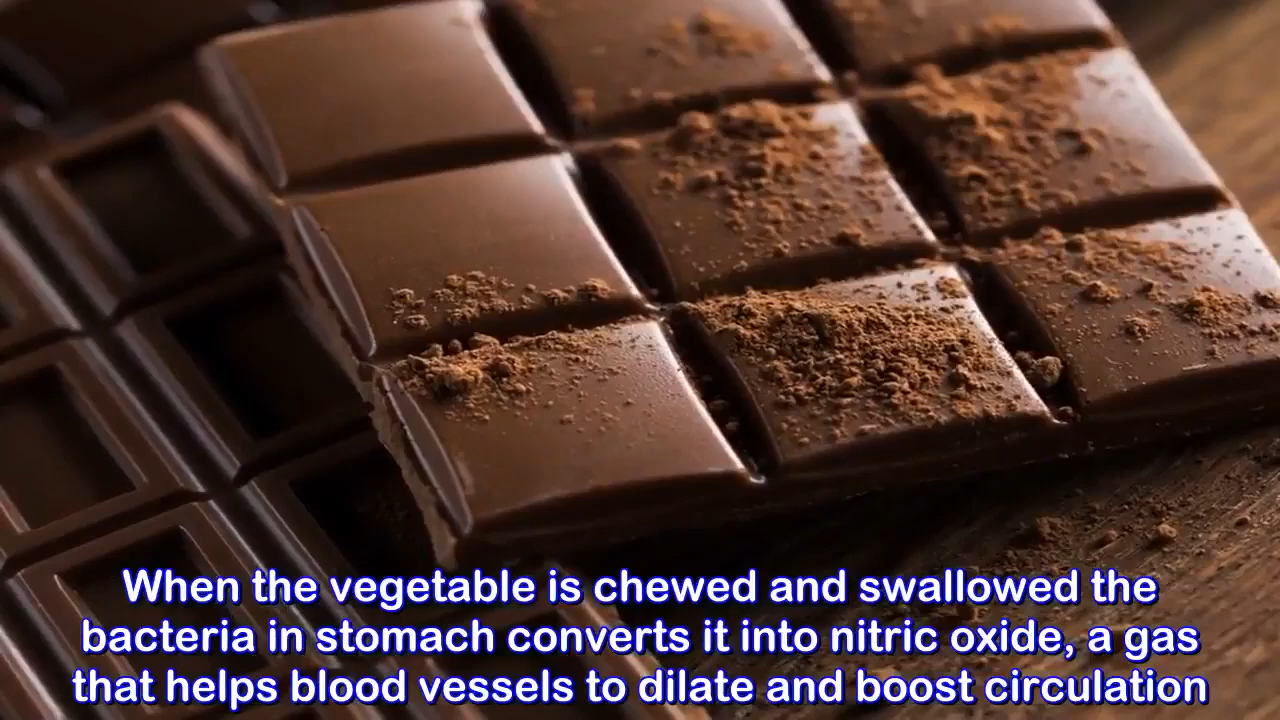 When the vegetable is chewed and swallowed the
bacteria in stomach converts it into nitric oxide, a gas
that helps blood vessels to dilate and boost circulation